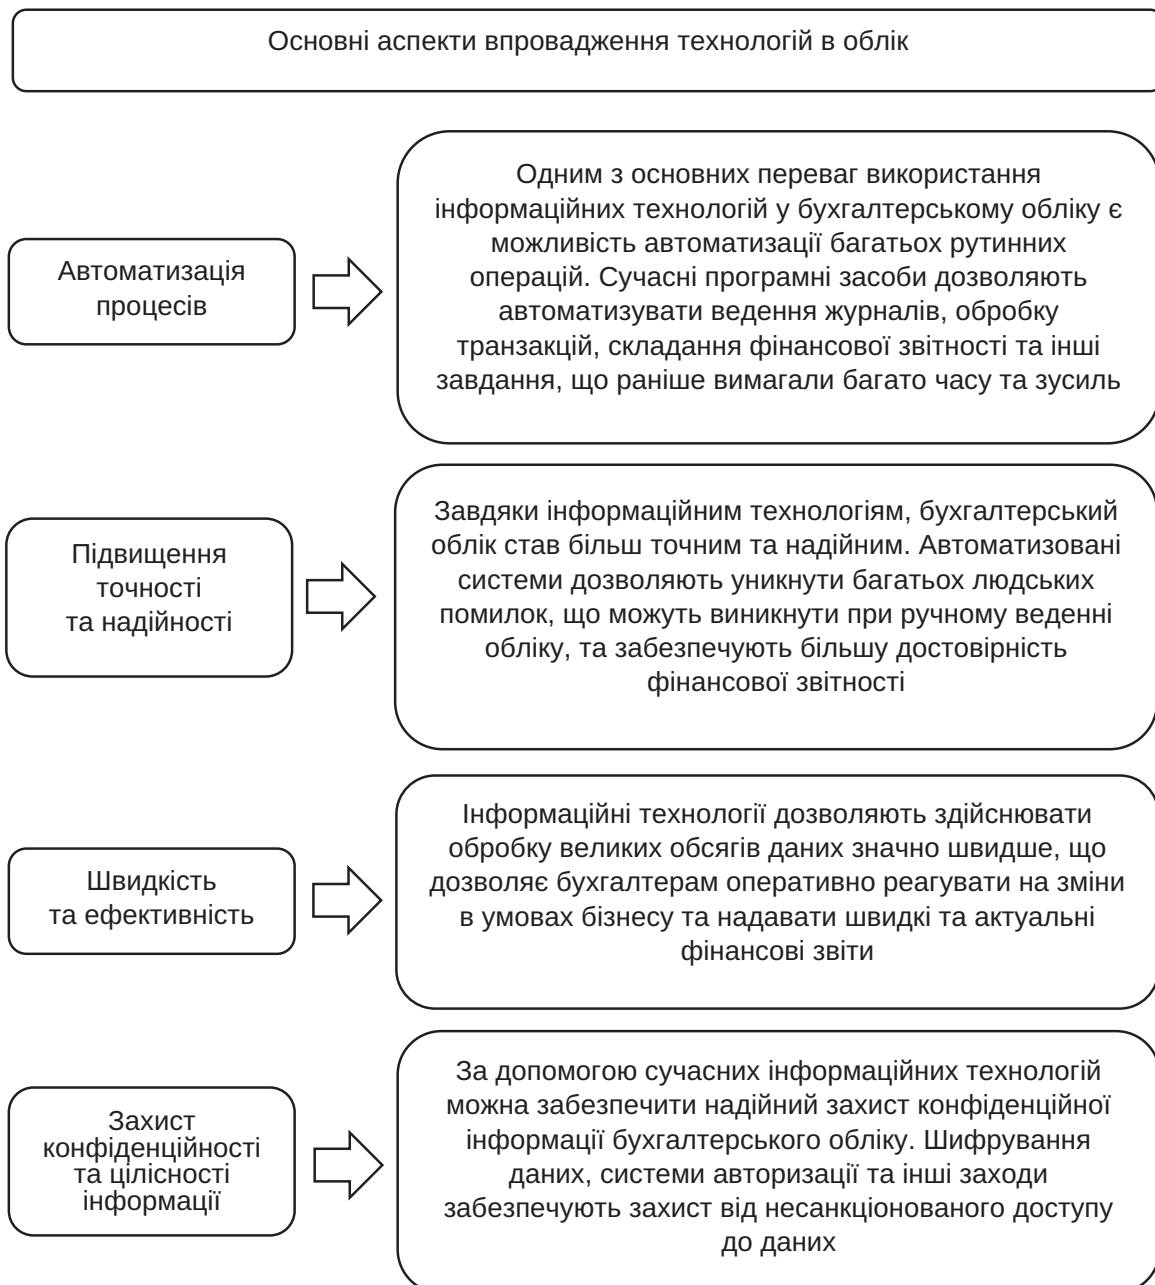 Основні аспекти впровадження технологій в облік
Автоматизація
процесів
Одним з основних переваг використання
інформаційних технологій у бухгалтерському обліку є
можливість автоматизації багатьох рутинних
операцій. Сучасні програмні засоби дозволяють
автоматизувати ведення журналів, обробку
транзакцій, складання фінансової звітності та інші
завдання, що раніше вимагали багато часу та зусиль
Підвищення
точності
та надійності
Завдяки інформаційним технологіям, бухгалтерський
облік став більш точним та надійним. Автоматизовані
системи дозволяють уникнути багатьох людських
помилок, що можуть виникнути при ручному веденні
обліку, та забезпечують більшу достовірність
фінансової звітності
Швидкість
та ефективність
Інформаційні технології дозволяють здійснювати
обробку великих обсягів даних значно швидше, що
дозволяє бухгалтерам оперативно реагувати на зміни
в умовах бізнесу та надавати швидкі та актуальні
фінансові звіти
Захист
конфіденційності
та цілісності
інформації
За допомогою сучасних інформаційних технологій
можна забезпечити надійний захист конфіденційної
інформації бухгалтерського обліку. Шифрування
даних, системи авторизації та інші заходи
забезпечують захист від несанкціонованого доступу
до даних